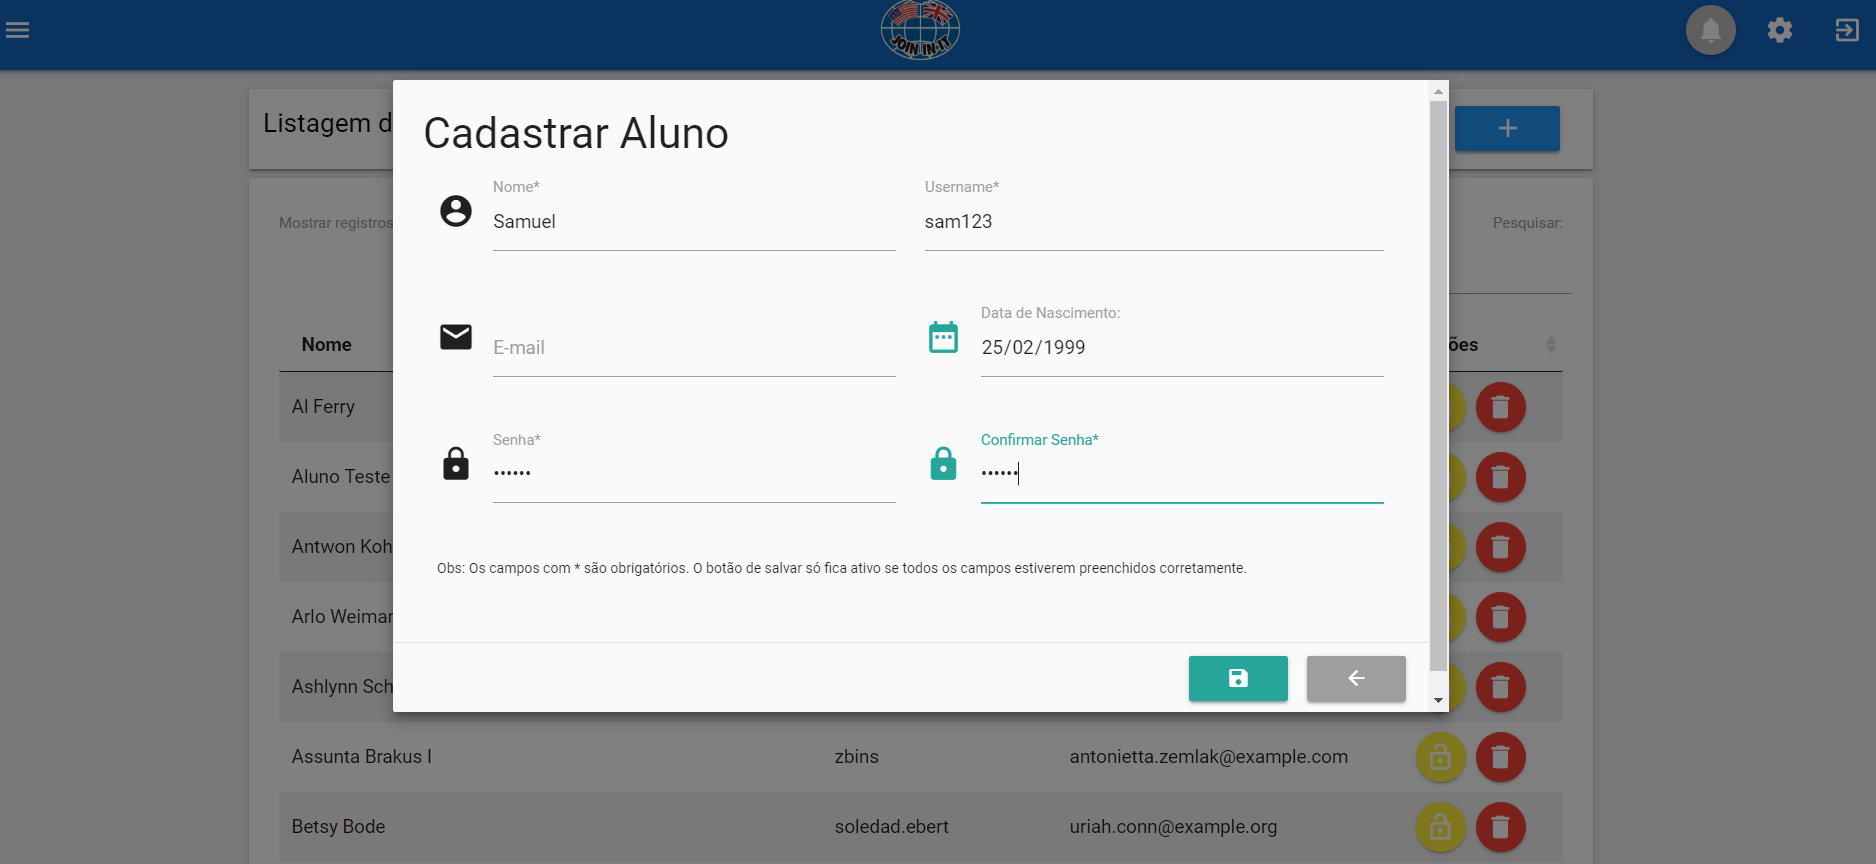 JOIN IN IT
Listagem d
Cadastrar Aluno
Nome*
Username*
Samuel
sam123
Mostrar registros
Pesquisar:
E-mail
Data de Nascimento:
25/02/1999
Nome
ões
Al Ferry
Senha*
Confirmar Senha*
••••••
••••••
Aluno Teste
Antwon Koh
Obs: Os campos com * são obrigatórios. O botão de salvar só fica ativo se todos os campos estiverem preenchidos corretamente.
Arlo Weimar
Ashlynn Sch
Assunta Brakus I zbins antonietta.zemlak@example.com
Betsy Bode soledad.ebert uriah.conn@example.org